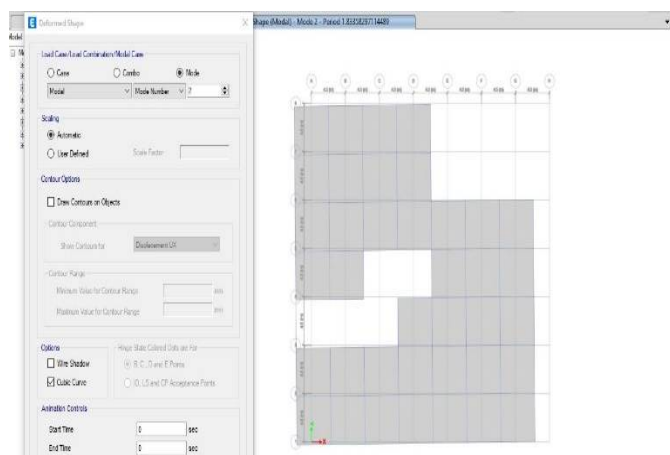 Deformed Shape
Shape (Modal) - Mode 2 - Period 1.83358297114489
Model
Load Case/Load Combination/Modal Case
Case
Combo
Mode
Modal
Mode Number
2
Scaling
Automatic
User Defined
Scale Factor
Contour Options
Draw Contours on Objects
Contour Component
Show Contours for
Displacement UX
Contour Range
Minimum Value for Contour Range
mm
Maximum Value for Contour Range
mm
Options
Wire Shadow
Cubic Curve
Hinge State Colored Dots are For
B, C, D and E Points
IO, LS and CP Acceptance Points
Animation Controls
Start Time
0
sec
End Time
0
sec